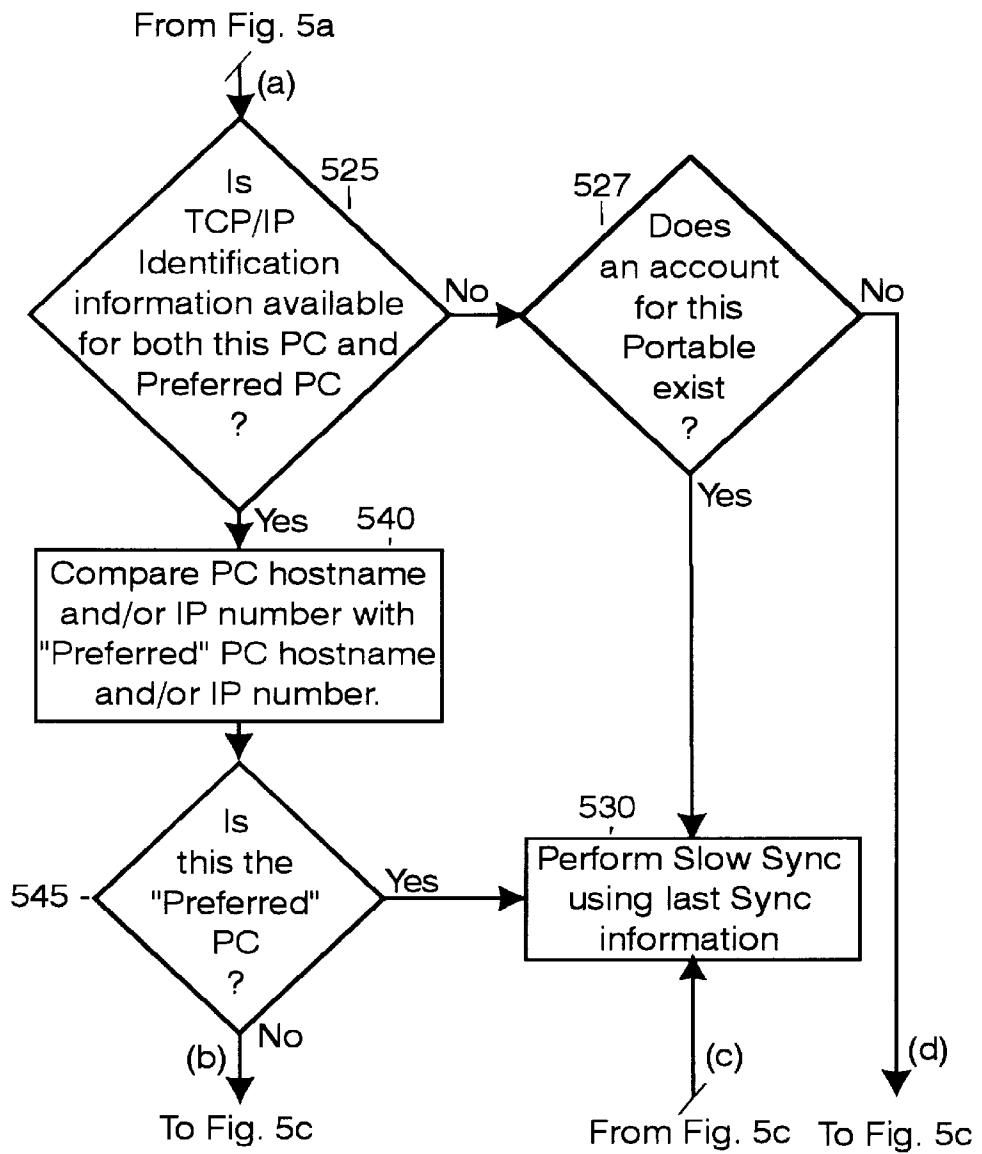 From Fig. 5a
(a)
525
Is
TCP/IP
Identification
information available
for both this PC and
Preferred PC
?
No
527
Does
an account
for this
Portable
exist
?
No
Yes
Yes
540
Compare PC hostname
and/or IP number with
"Preferred" PC hostname
and/or IP number.
545
Is
this the
"Preferred"
PC
?
Yes
530
Perform Slow Sync
using last Sync
information
No
(b)
(c)
(d)
To Fig. 5c
From Fig. 5c
To Fig. 5c